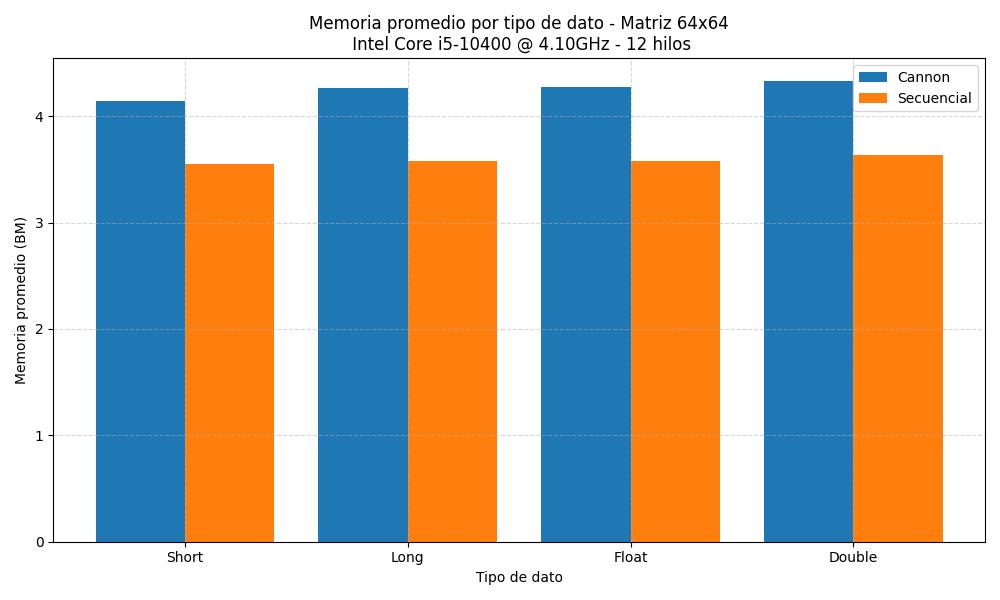 Memoria promedio por tipo de dato - Matriz 64x64
Intel Core i5-10400 @ 4.10GHz - 12 hilos
Cannon
Secuencial
Memoria promedio (BM)
4
3
2
1
0
Short
Long
Float
Double
Tipo de dato